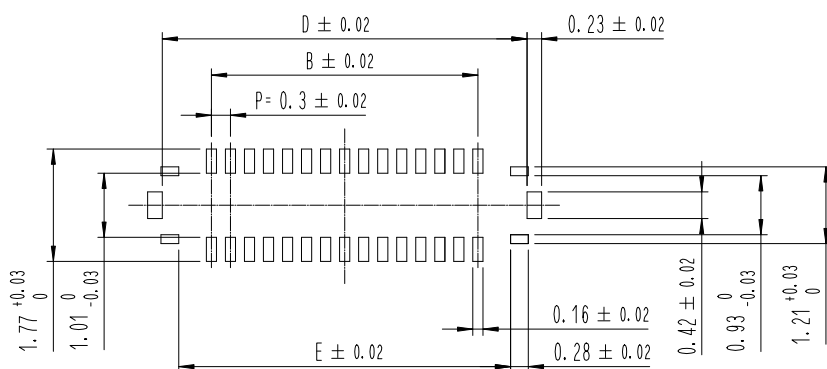 D ± 0.02
0.23 ± 0.02
B ± 0.02
P= 0.3 ± 0.02
1.77 +0.03 0
1.01 0 -0.03
0.16 ± 0.02
E ± 0.02
0.28 ± 0.02
0.42 ± 0.02
0.93 0 -0.03
1.21 +0.03 0